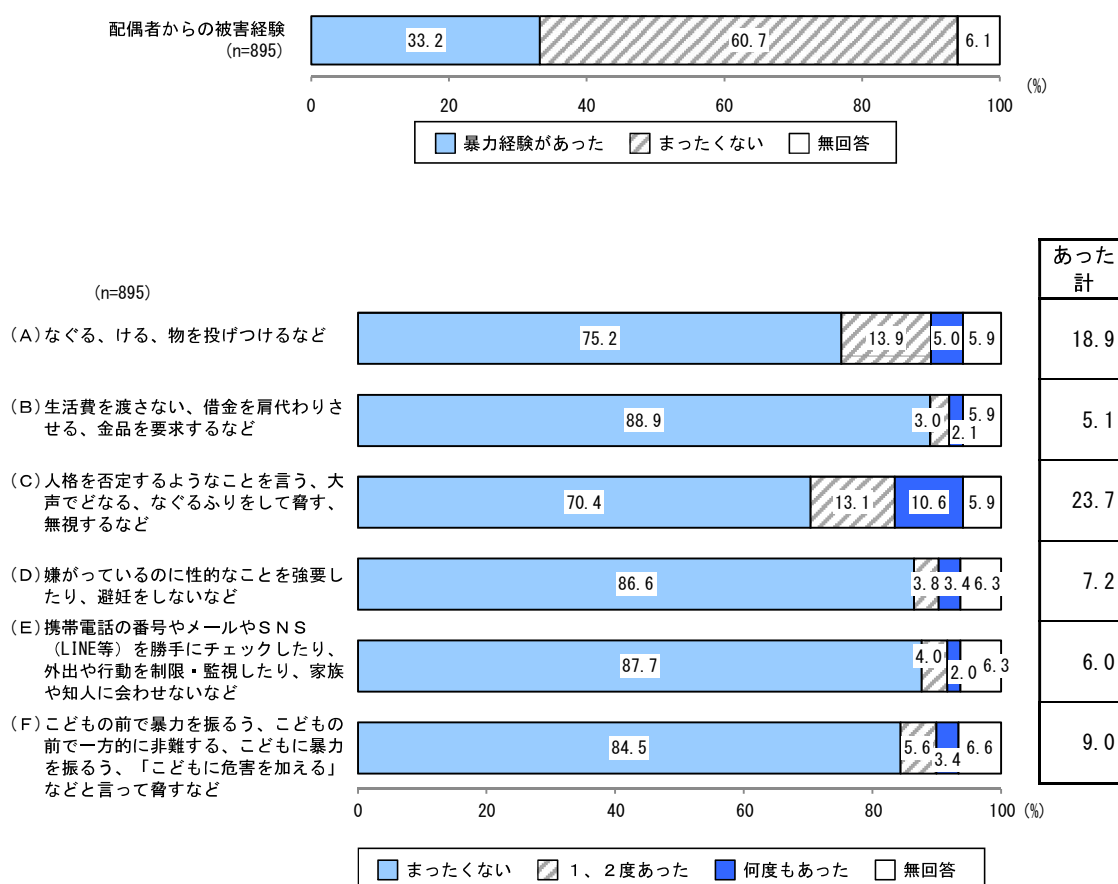 配偶者からの被害経験
(n=895)
33.2 60.7 6.1
(%)
0 20 40 60 80 100
暴力経験があった まったくない 無回答
あった
計
(n=895)
(A)なぐる、ける、物を投げつけるなど
75.2 13.9 5.0 5.9 18.9
(B)生活費を渡さない、借金を肩代わりさ
せる、金品を要求するなど
88.9 3.0 2.1 5.9 5.1
(C)人格を否定するようなことを言う、大
声でどなる、なぐるふりをして脅す、
無視するなど
70.4 13.1 10.6 5.9 23.7
(D)嫌がっているのに性的なことを強要し
たり、避妊をしないなど
86.6 3.8 3.4 6.3 7.2
(E)携帯電話の番号やメールやSNS
(LINE等)を勝手にチェックしたり、
外出や行動を制限・監視したり、家族
や知人に会わせないなど
87.7 4.0 2.0 6.3 6.0
(F)こどもの前で暴力を振るう、こどもの
前で一方的に非難する、こどもに暴力
を振るう、「こどもに危害を加える」
などと言って脅すなど
84.5 5.6 3.4 6.6 9.0
0 20 40 60 80 100 (%)
まったくない 1、2度あった 何度もあった 無回答